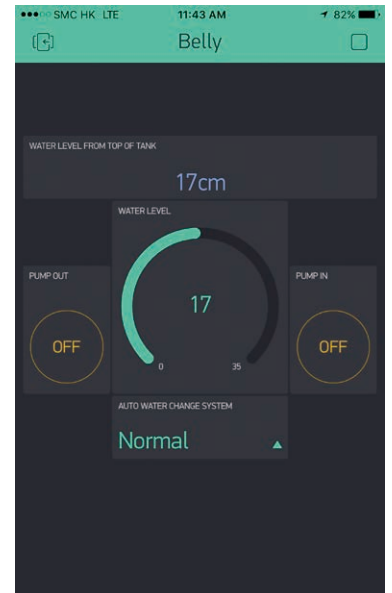 SMC HK LTE 11:43 AM 82%
Belly
WATER LEVEL FROM TOP OF TANK
17cm
WATER LEVEL
PUMP OUT
PUMP IN
17
OFF
OFF
0 35
AUTO WATER CHANGE SYSTEM
Normal